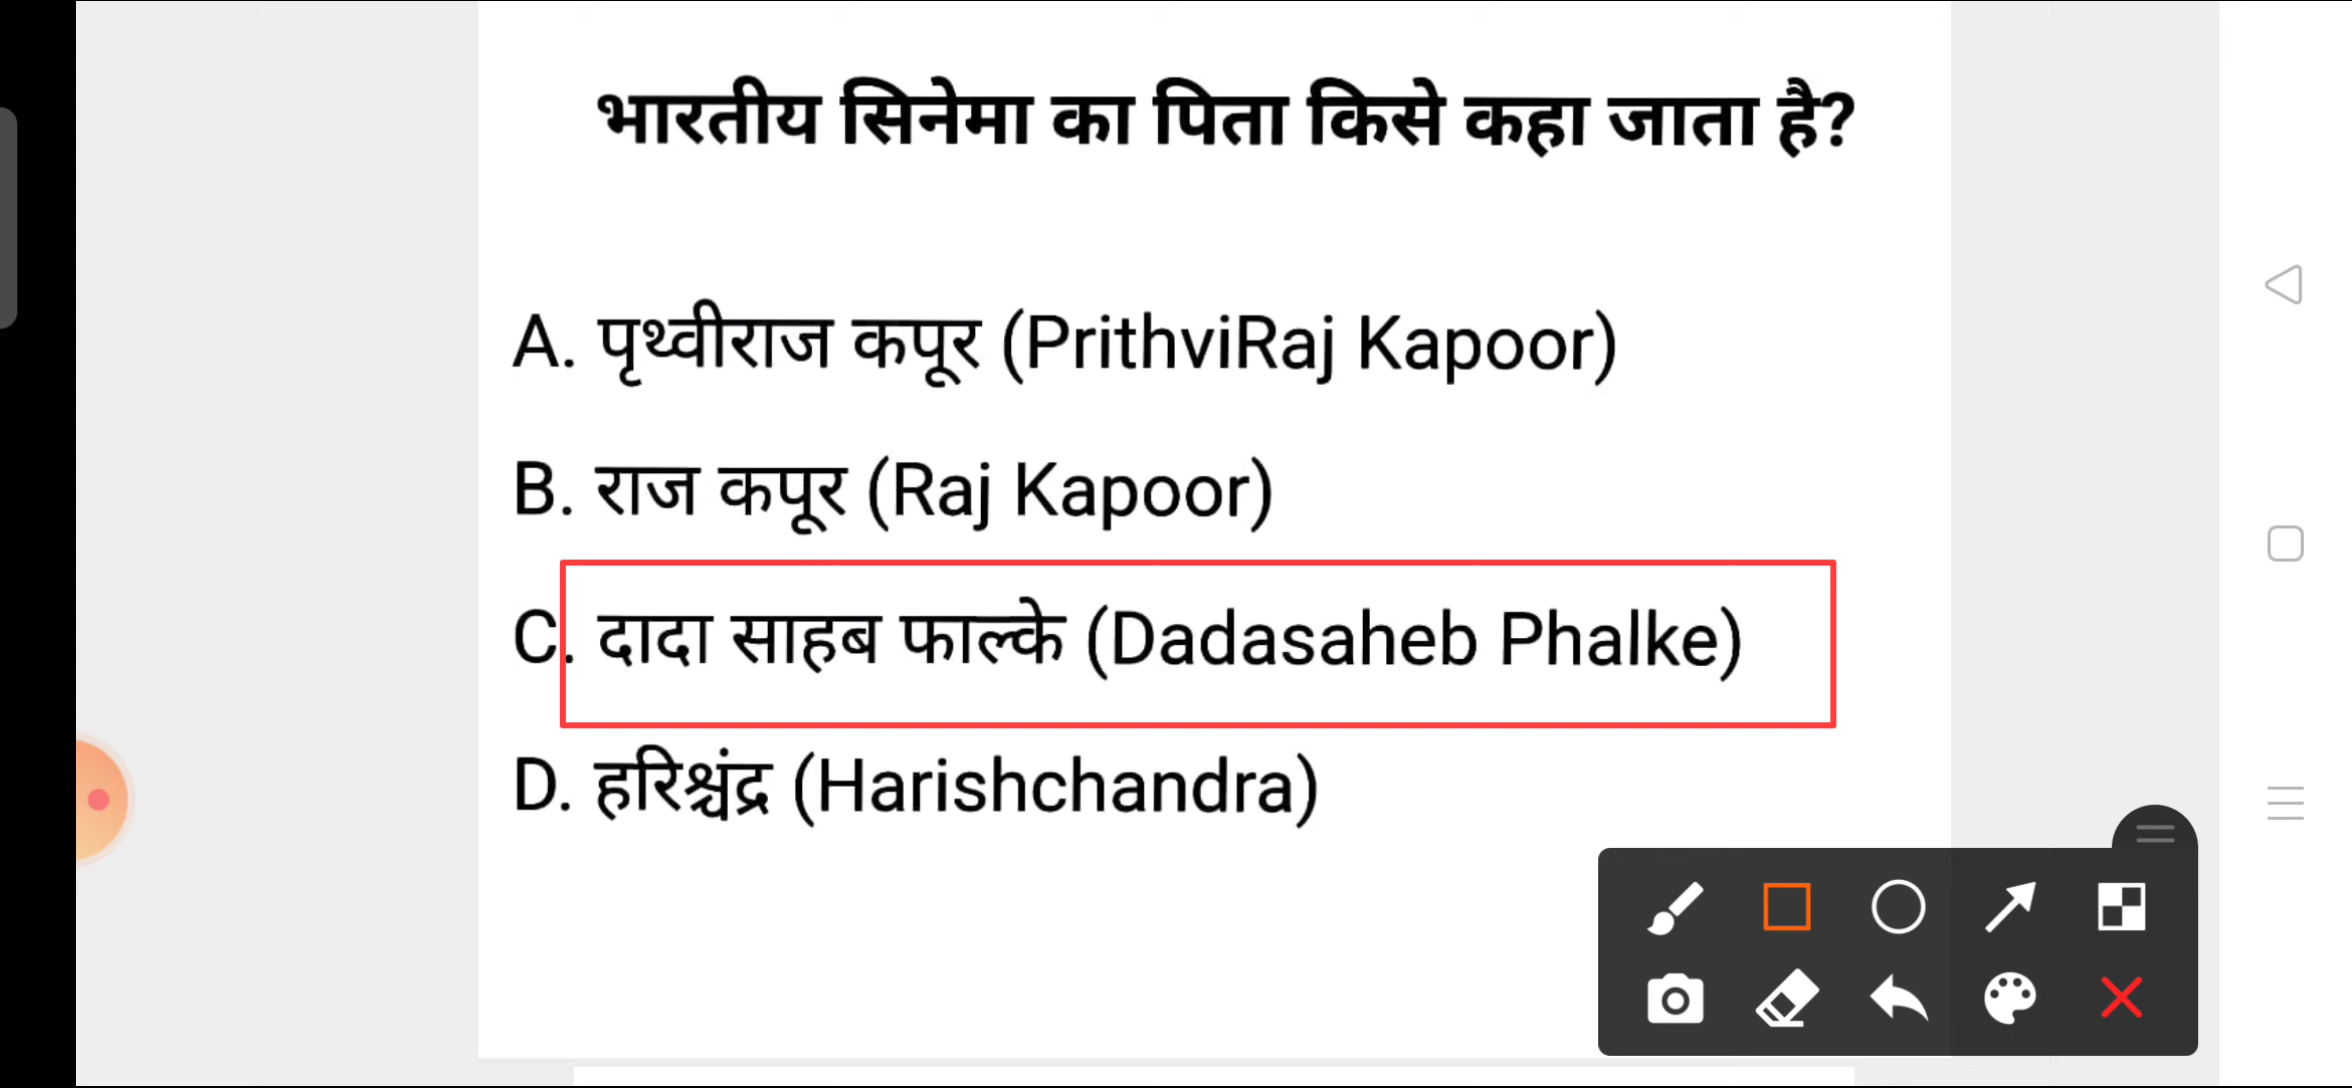 भारतीय सिनेमा का पिता किसे कहा जाता है?
A. पृथ्वीराज कपूर (PrithviRaj Kapoor)
B. राज कपूर (Raj Kapoor)
C. दादा साहब फाल्के (Dadasaheb Phalke)
D. हरिश्चंद्र (Harishchandra)